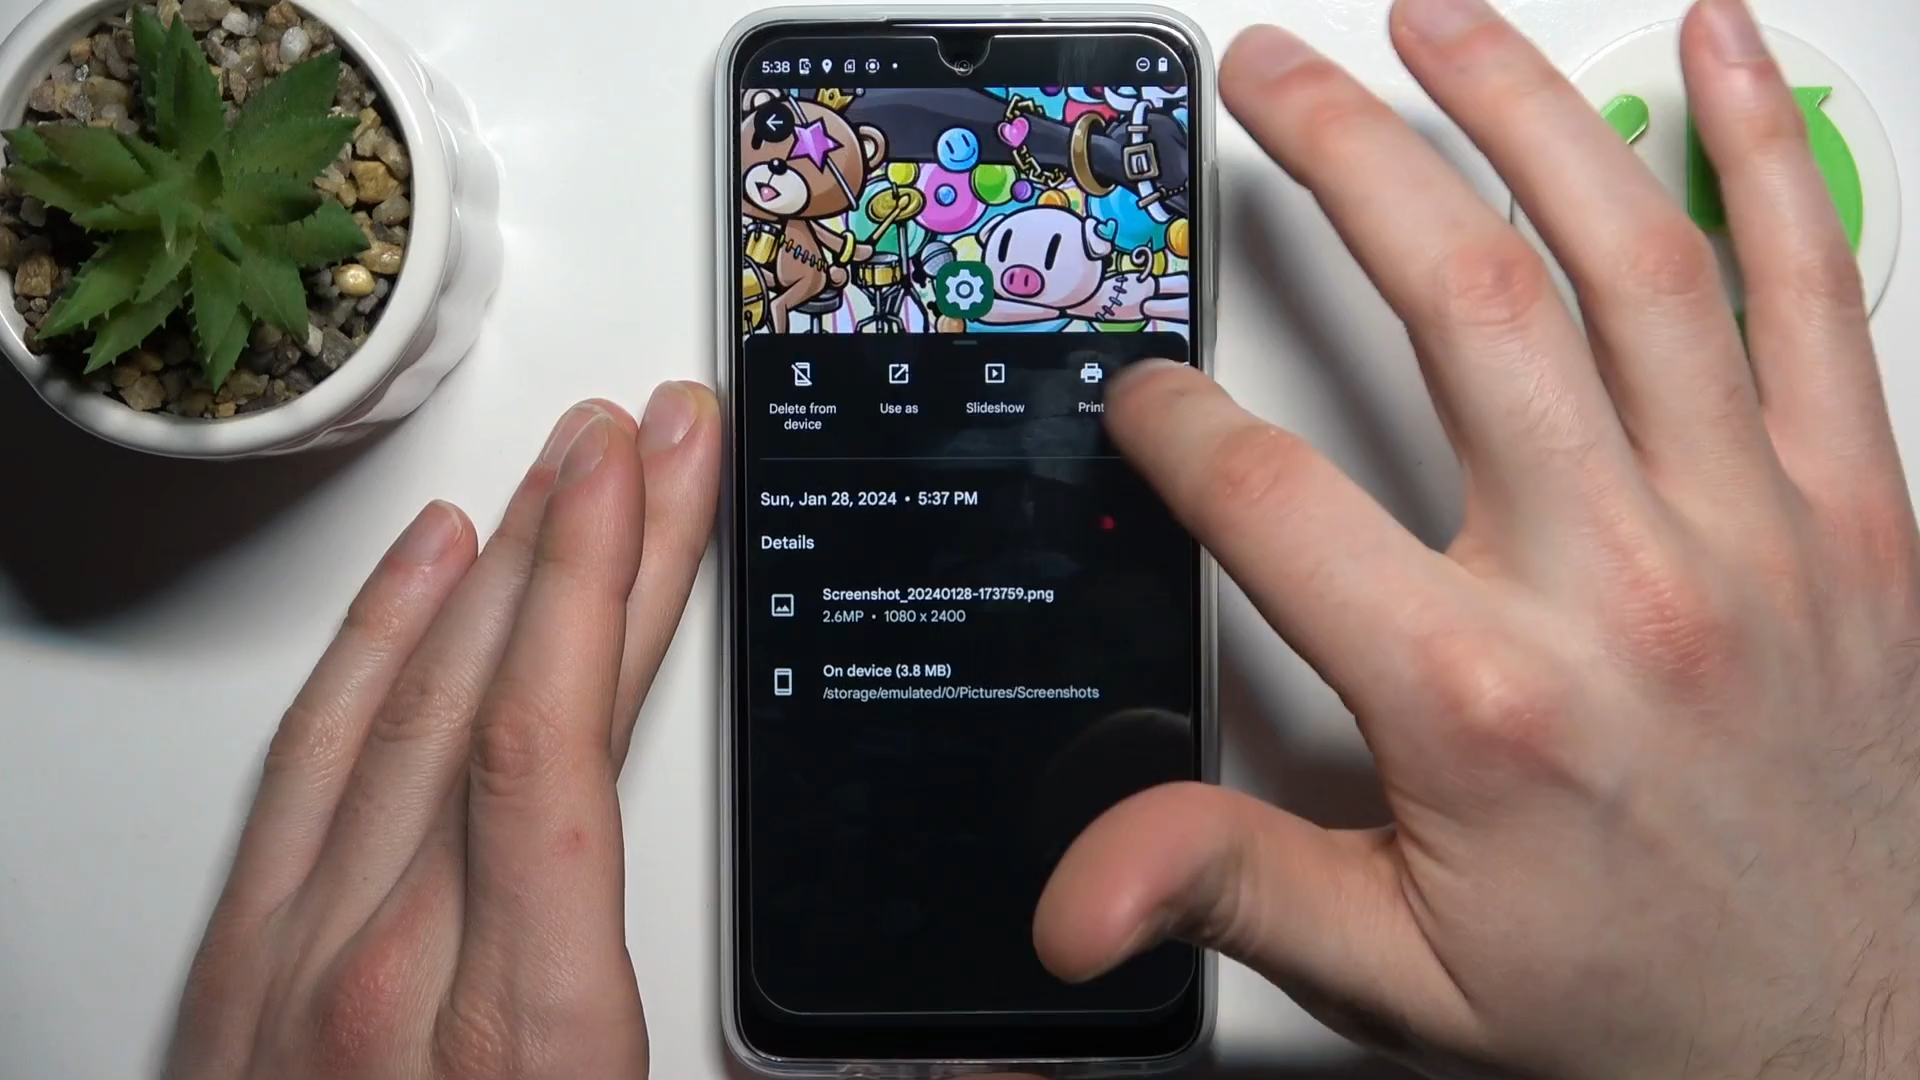 5:38
Delete from
device
Use as
Slideshow
Print
Sun, Jan 28, 2024 • 5:37 PM
Details
Screenshot_20240128-173759.png
2.6MP • 1080 x 2400
On device (3.8 MB)
/storage/emulated/0/Pictures/Screenshots